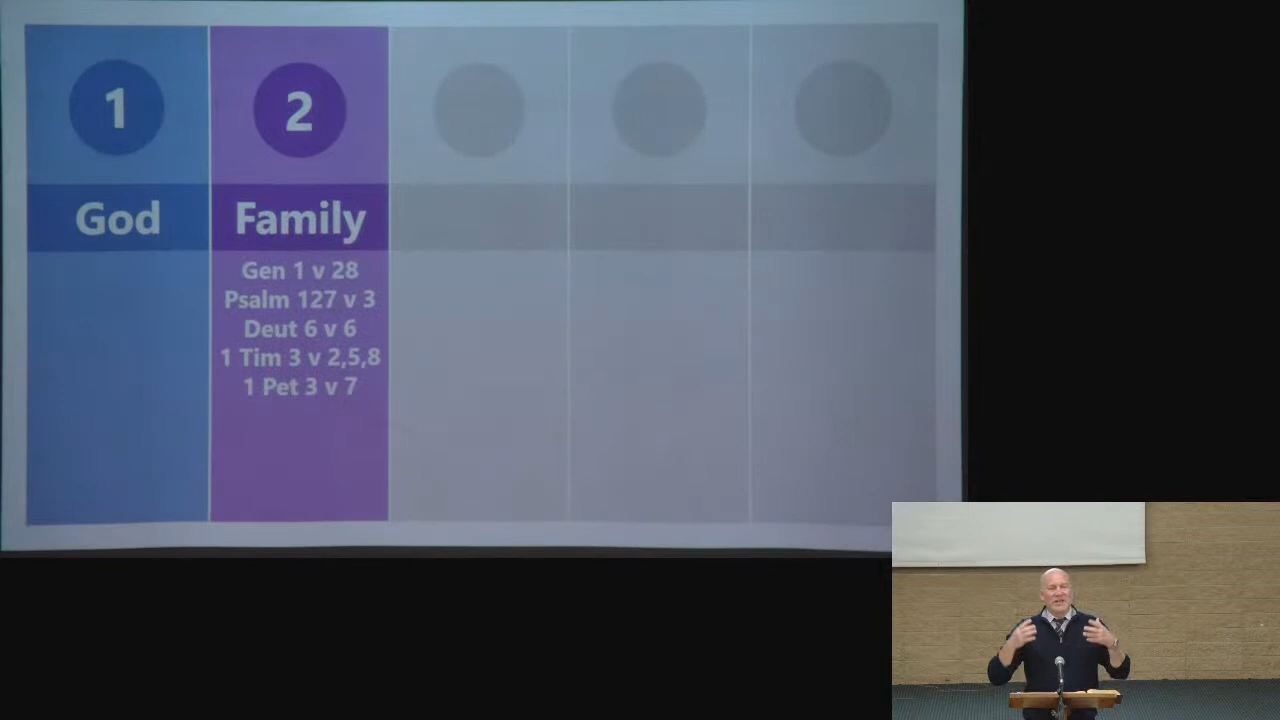 1
God
2
Family
Gen 1 v 28
Psalm 127 v 3
Deut 6 v 6
1 Tim 3 v 2,5,8
1 Pet 3 v 7